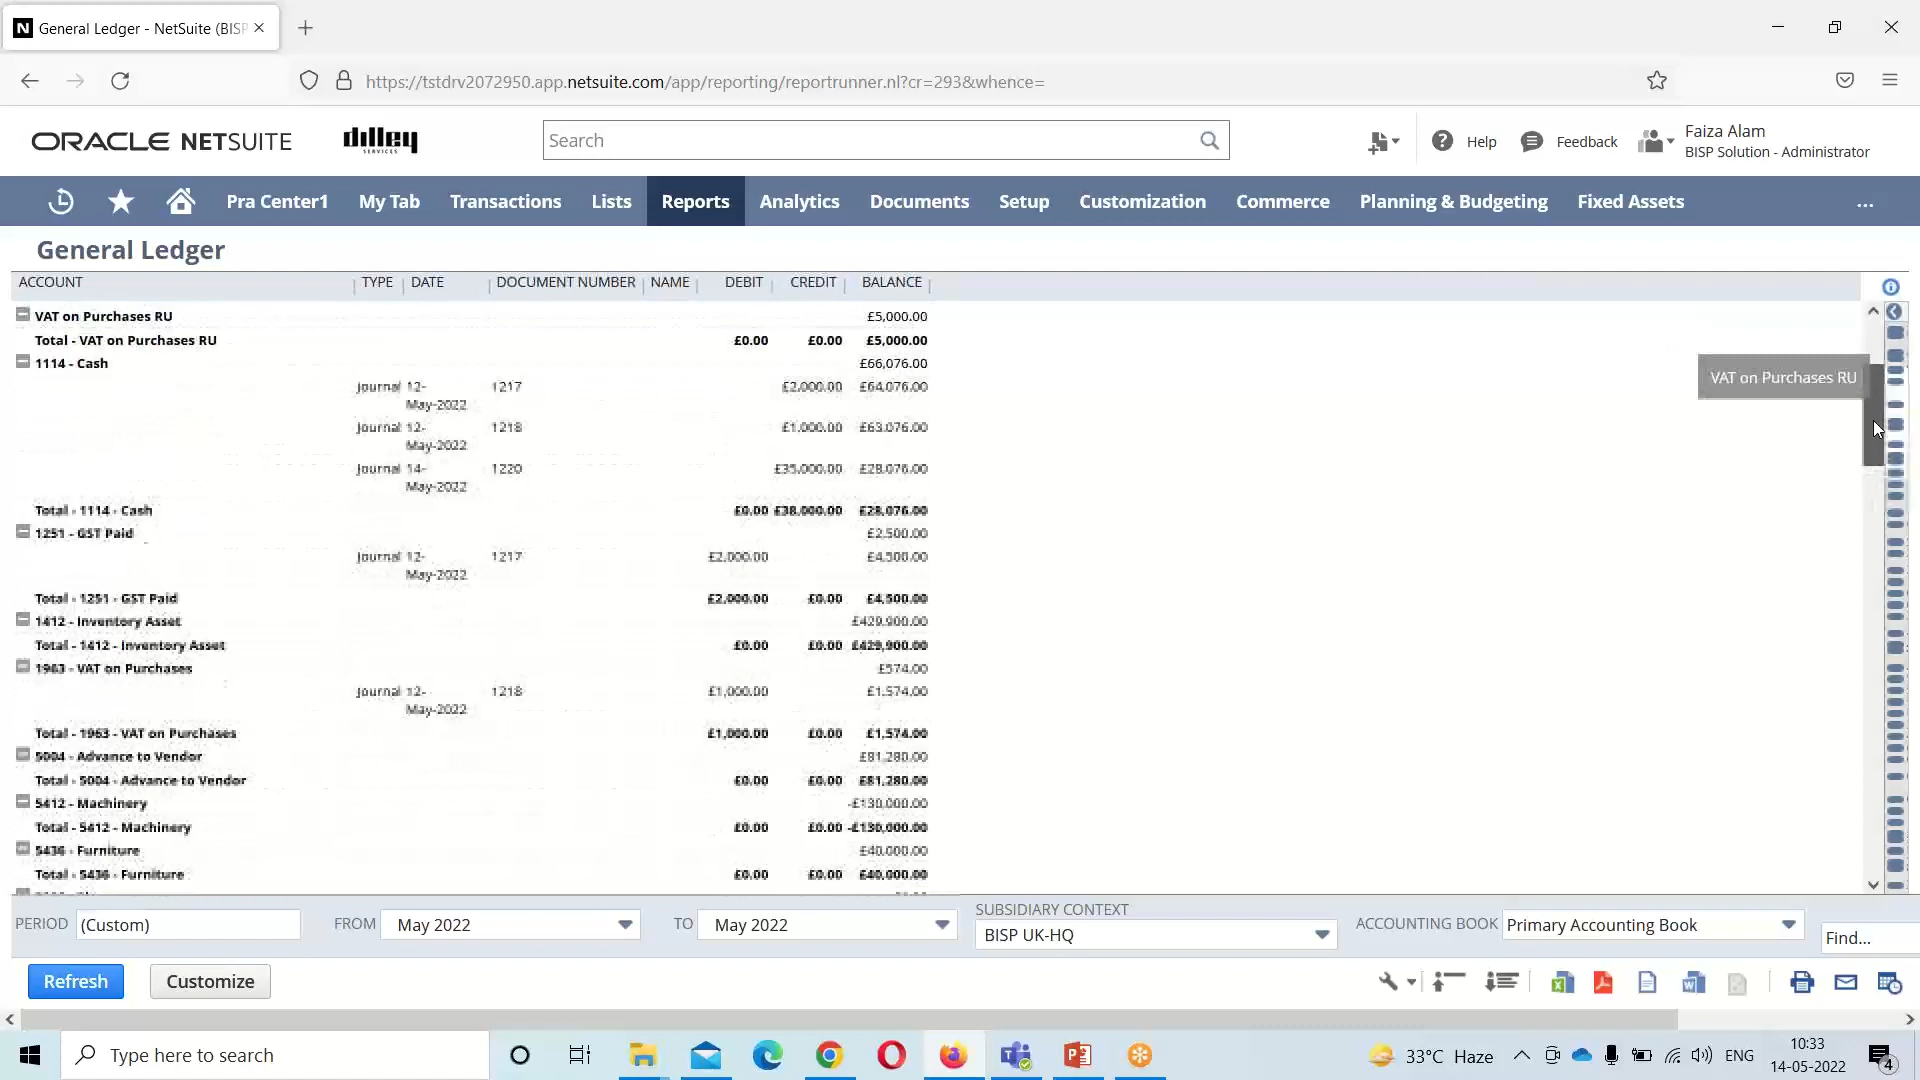 General Ledger - NetSuite (BISP
https://tstdrv2072950.app.netsuite.com/app/reporting/reportrunner.nl?cr=293&whence=
ORACLE NETSUITE
dilley
SERVICES
Search
Help
Feedback
Faiza Alam
BISP Solution - Administrator
Pra Center1 My Tab Transactions Lists Reports Analytics Documents Setup Customization Commerce Planning & Budgeting Fixed Assets ...
General Ledger
ACCOUNT TYPE DATE DOCUMENT NUMBER NAME DEBIT CREDIT BALANCE
VAT on Purchases RU £5,000.00
Total - VAT on Purchases RU £0.00 £0.00 £5,000.00
1114 - Cash £66,076.00
VAT on Purchases RU
Journal 12- 1217 £2,000.00 £64,076.00
May-2022
Journal 12- 1218 £1,000.00 £63,076.00
May-2022
Journal 14- 1220 £35,000.00 £28,076.00
May-2022
Total - 1114 - Cash £0.00 £38,000.00 £28,076.00
1251 - GST Paid £2,500.00
Journal 12- 1217 £2,000.00 £4,500.00
May-2022
Total - 1251 - GST Paid £2,000.00 £0.00 £4,500.00
1412 - Inventory Asset £429,900.00
Total - 1412 - Inventory Asset £0.00 £0.00 £429,900.00
1963 - VAT on Purchases £574.00
Journal 12- 1218 £1,000.00 £1,574.00
May-2022
Total - 1963 - VAT on Purchases £1,000.00 £0.00 £1,574.00
5004 - Advance to Vendor £81,280.00
Total - 5004 - Advance to Vendor £0.00 £0.00 £81,280.00
5412 - Machinery -£130,000.00
Total - 5412 - Machinery £0.00 £0.00 -£130,000.00
5436 - Furniture £40,000.00
Total - 5436 - Furniture £0.00 £0.00 £40,000.00
PERIOD (Custom) FROM May 2022 TO May 2022 SUBSIDIARY CONTEXT BISP UK-HQ ACCOUNTING BOOK Primary Accounting Book Find...
Refresh Customize
Type here to search
33°C Haze
ENG
10:33
14-05-2022
4